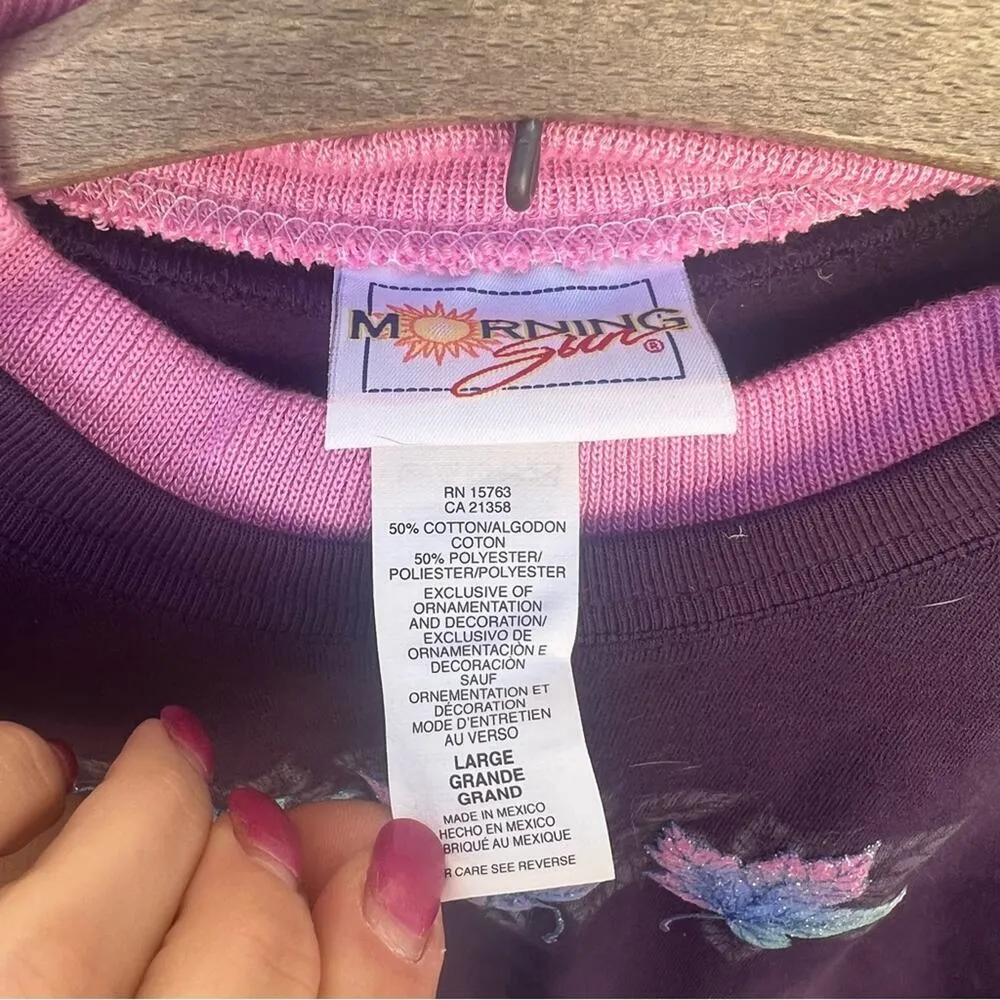 MORNING
Sun®
RN 15763
CA 21358
50% COTTON/ALGODON
COTON
50% POLYESTER/
POLIESTER/POLYESTER
EXCLUSIVE OF
ORNAMENTATION
AND DECORATION/
EXCLUSIVO DE
ORNAMENTACIÒN E
DECORACIÓN
SAUF
ORNEMENTATION ET
DÉCORATION
MODE D'ENTRETIEN
AU VERSO
LARGE
GRANDE
GRAND
MADE IN MEXICO
HECHO EN MEXICO
BRIQUÉ AU MEXIQUE
R CARE SEE REVERSE